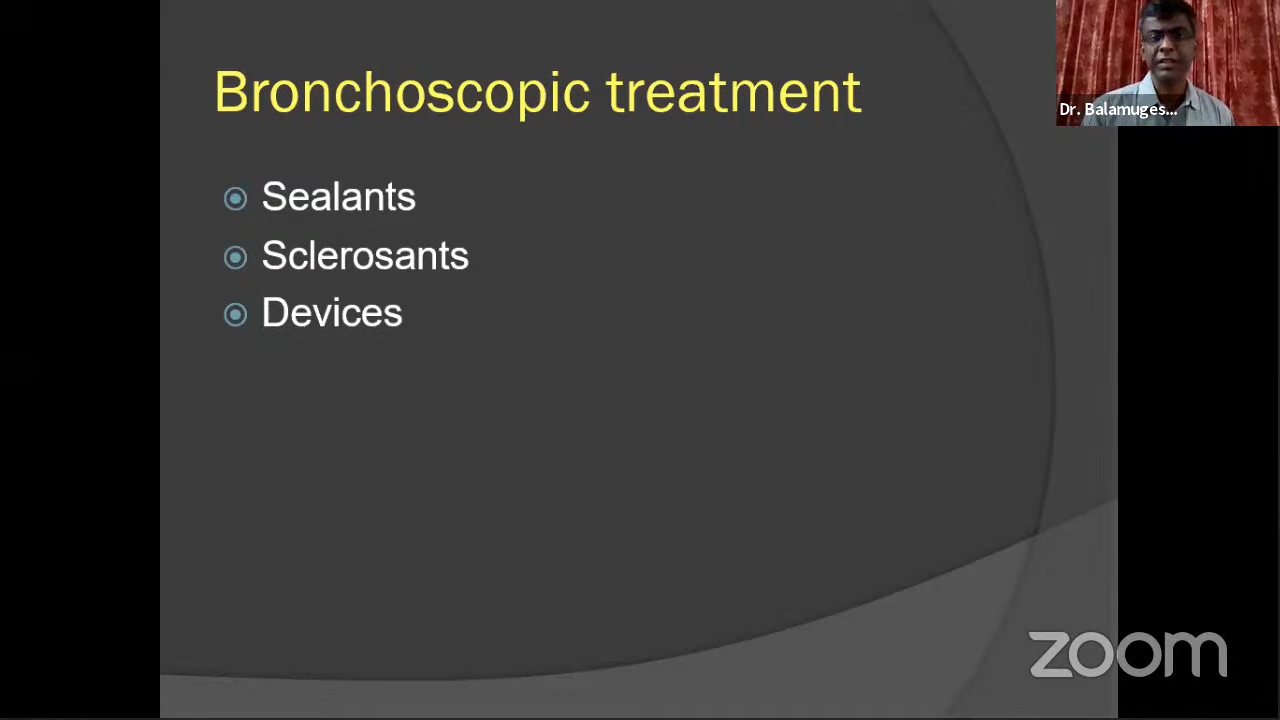 Bronchoscopic treatment
Dr. Balamuges...
Sealants
Sclerosants
Devices
zoom